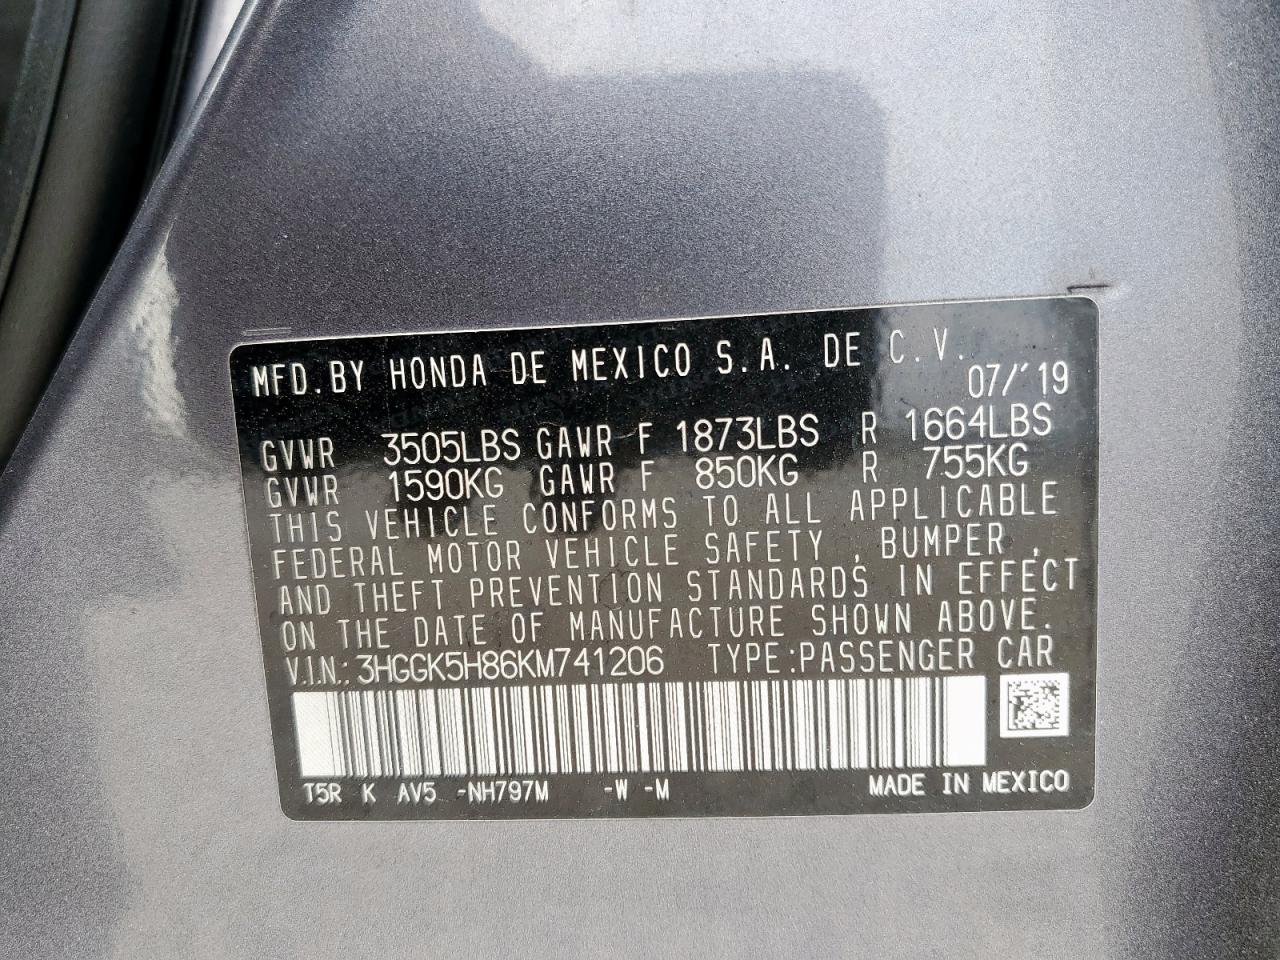 MFD.BY HONDA DE MEXICO S.A. DE C.V.
07/'19
GVWR 3505LBS GAWR F 1873LBS R 1664LBS
GVWR 1590KG GAWR F 850KG R 755KG
THIS VEHICLE CONFORMS TO ALL APPLICABLE
FEDERAL MOTOR VEHICLE SAFETY , BUMPER ,
AND THEFT PREVENTION STANDARDS IN EFFECT
ON THE DATE OF MANUFACTURE SHOWN ABOVE.
V.I.N.: 3HGGK5H86KM741206 TYPE:PASSENGER CAR
T5R K AV5 -NH797M -W -M MADE IN MEXICO